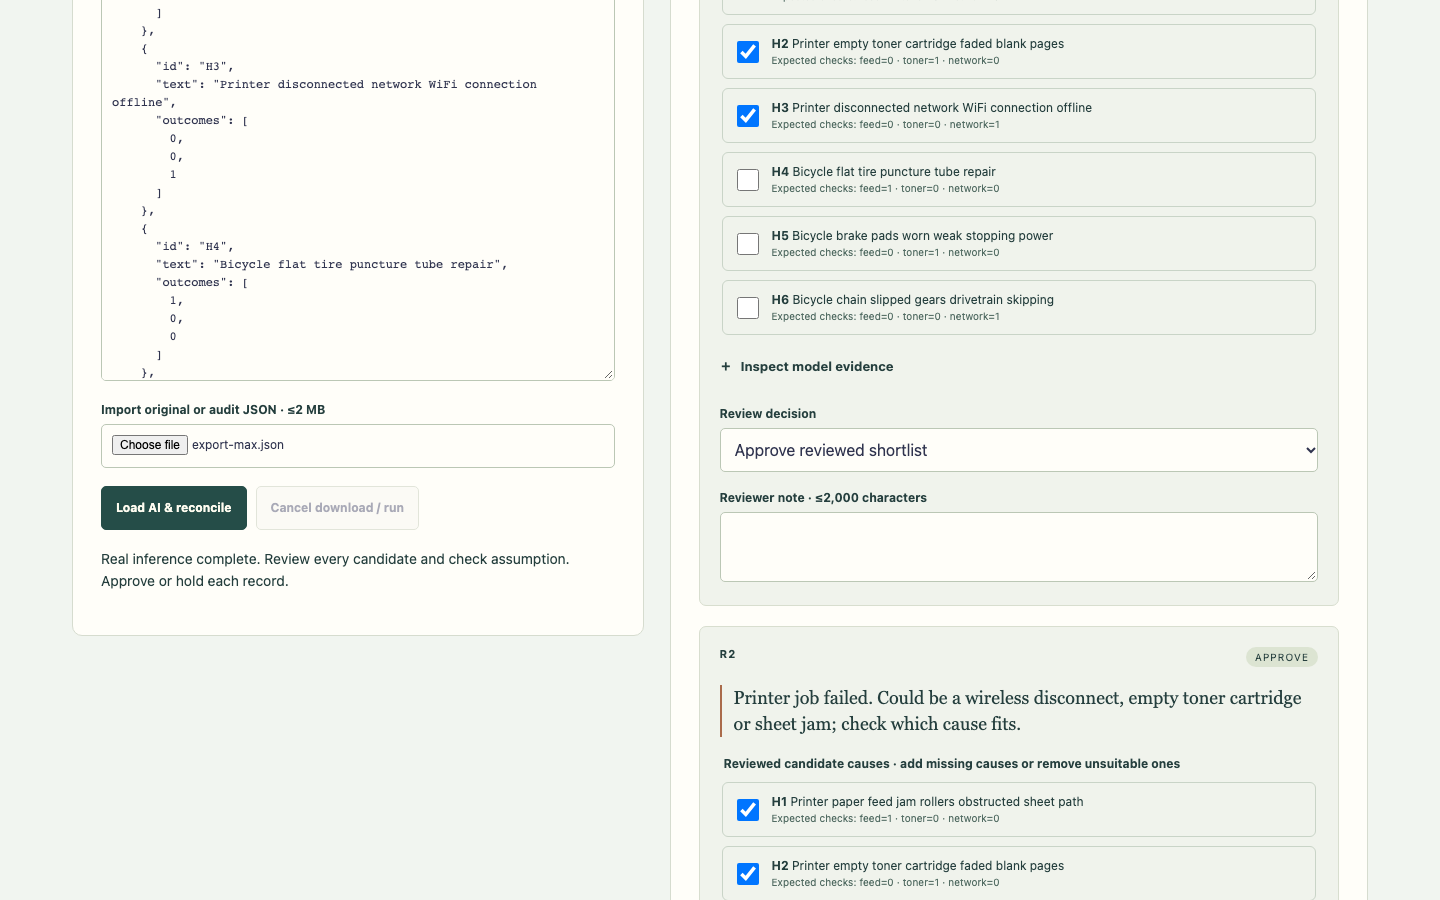 ]
},
{
"id": "H3",
"text": "Printer disconnected network WiFi connection
offline",
"outcomes": [
0,
0,
1
]
},
{
"id": "H4",
"text": "Bicycle flat tire puncture tube repair",
"outcomes": [
1,
0,
0
]
},
Import original or audit JSON · ≤2 MB
Choose file export-max.json
Load AI & reconcile
Cancel download / run
Real inference complete. Review every candidate and check assumption.
Approve or hold each record.
H2 Printer empty toner cartridge faded blank pages
Expected checks: feed=0 · toner=1 · network=0
H3 Printer disconnected network WiFi connection offline
Expected checks: feed=0 · toner=0 · network=1
H4 Bicycle flat tire puncture tube repair
Expected checks: feed=1 · toner=0 · network=0
H5 Bicycle brake pads worn weak stopping power
Expected checks: feed=0 · toner=1 · network=0
H6 Bicycle chain slipped gears drivetrain skipping
Expected checks: feed=0 · toner=0 · network=1
+ Inspect model evidence
Review decision
Approve reviewed shortlist
Reviewer note · ≤2,000 characters
R2
APPROVE
Printer job failed. Could be a wireless disconnect, empty toner cartridge
or sheet jam; check which cause fits.
Reviewed candidate causes · add missing causes or remove unsuitable ones
H1 Printer paper feed jam rollers obstructed sheet path
Expected checks: feed=1 · toner=0 · network=0
H2 Printer empty toner cartridge faded blank pages
Expected checks: feed=0 · toner=1 · network=0